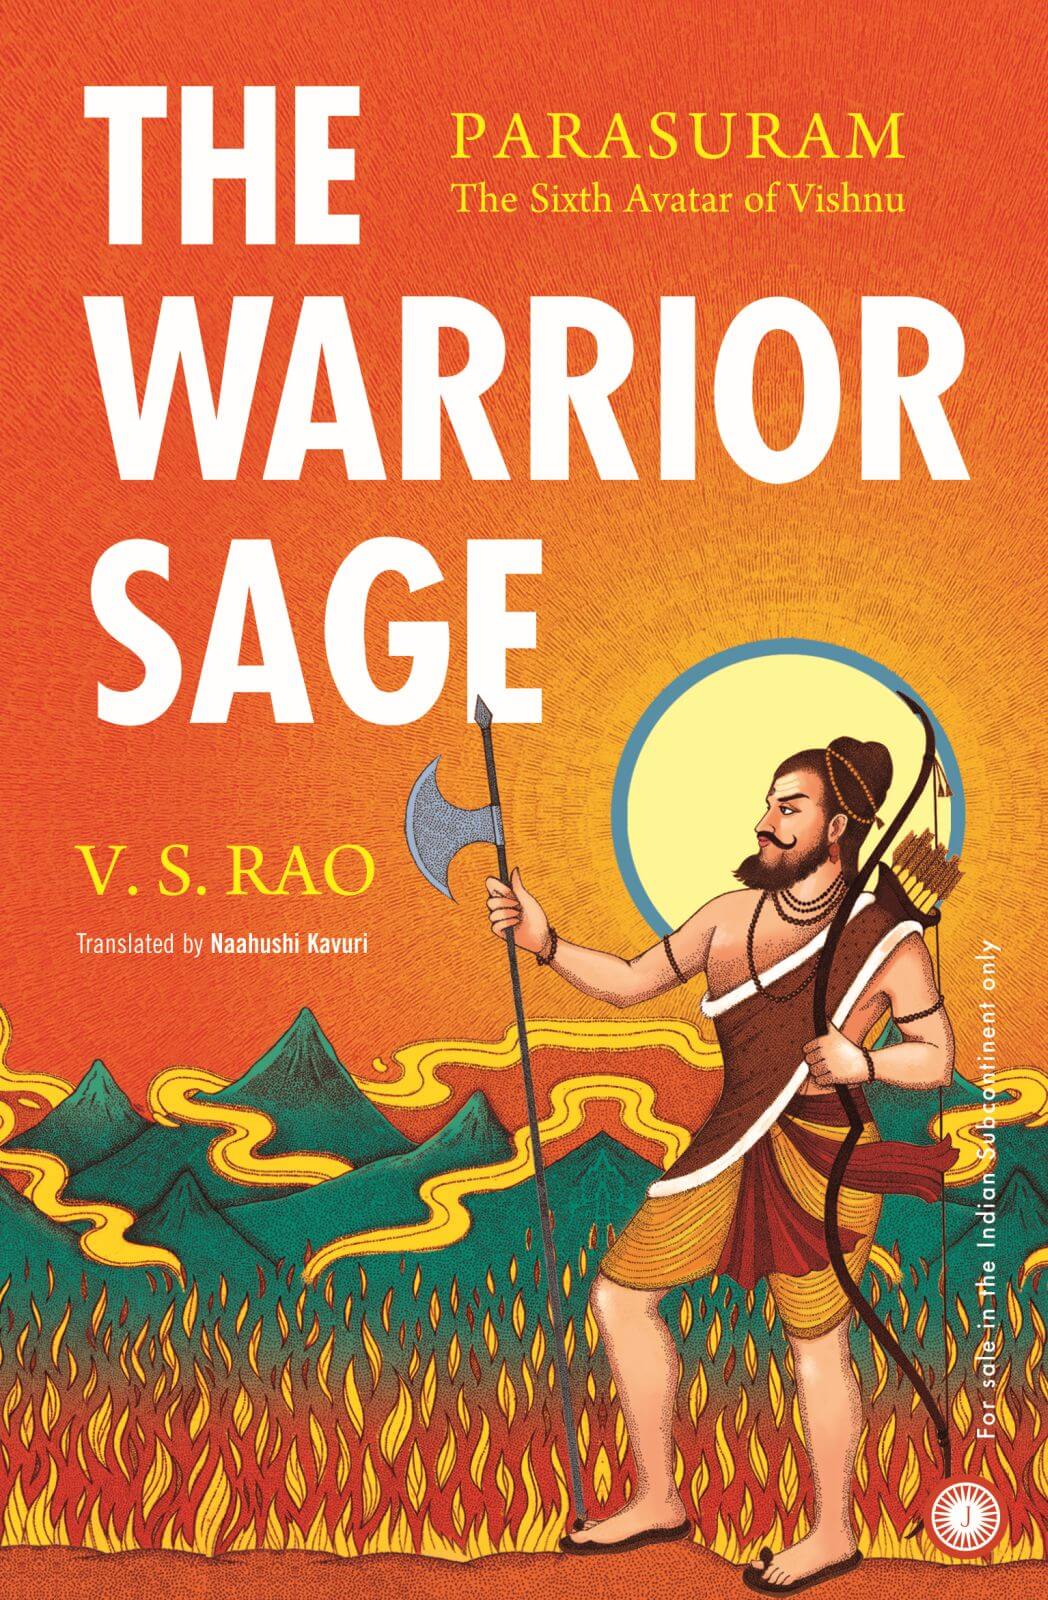 THE
PARASURAM
The Sixth Avatar of Vishnu
WARRIOR
SAGE
V. S. RAO
Translated by Naahushi Kavuri
For sale in the Indian Subcontinent only
J